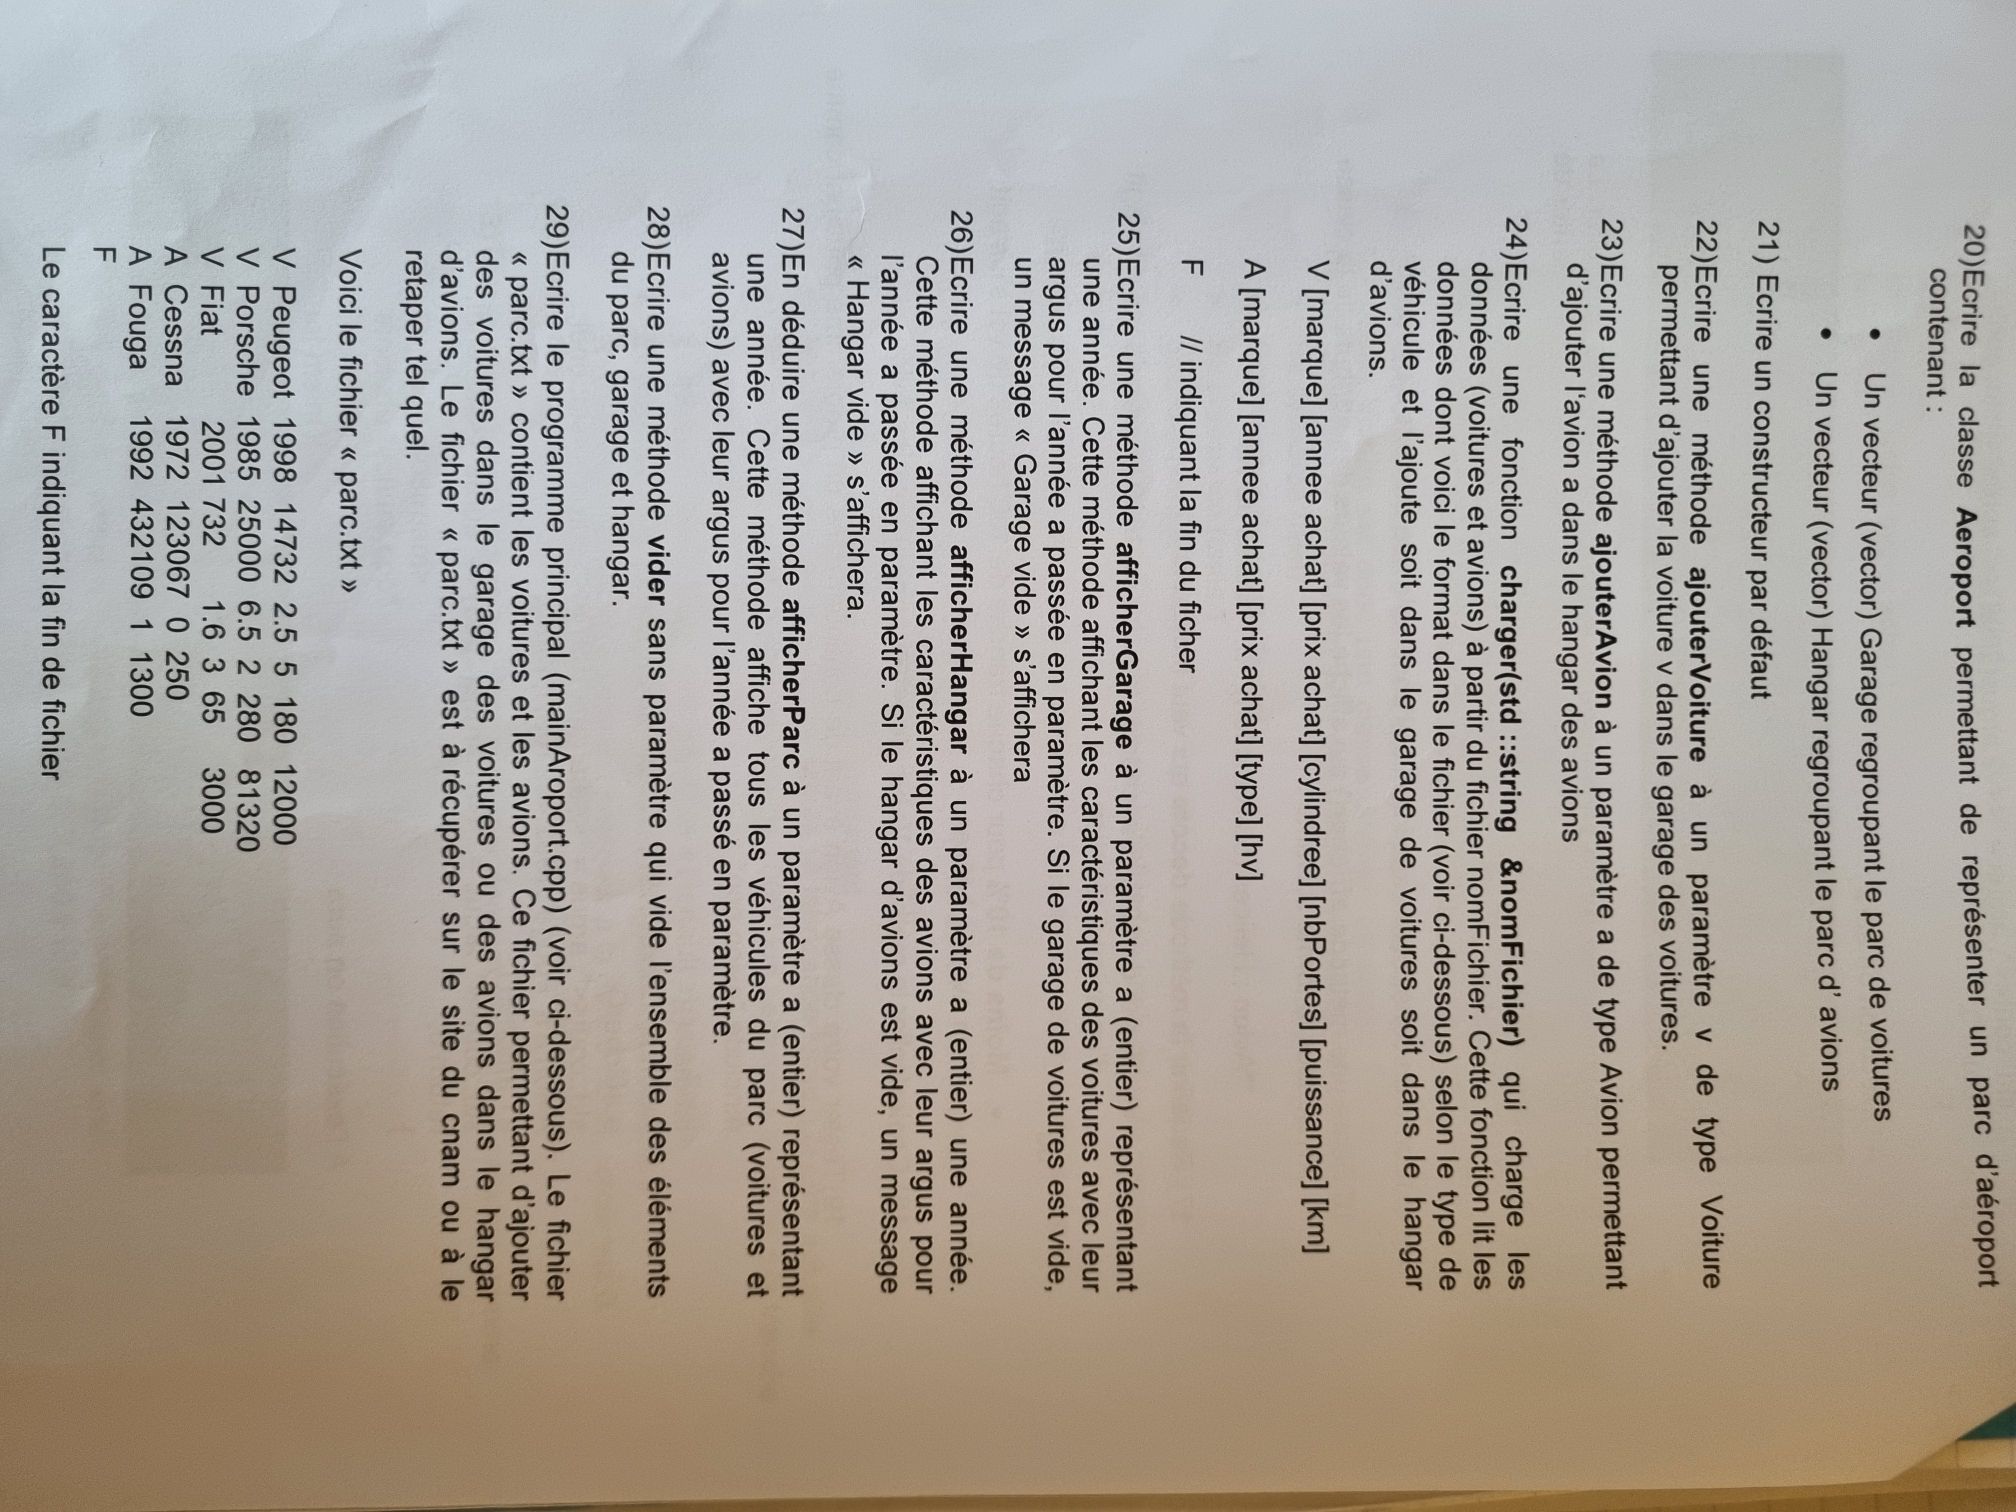 20)Ecrire la classe Aeroport permettant de représenter un parc d'aéroport
contenant :
• Un vecteur (vector) Garage regroupant le parc de voitures
• Un vecteur (vector) Hangar regroupant le parc d' avions
21) Ecrire un constructeur par défaut
22)Ecrire une méthode ajouterVoiture à un paramètre v de type Voiture
permettant d'ajouter la voiture v dans le garage des voitures.
23)Ecrire une méthode ajouterAvion à un paramètre a de type Avion permettant
d'ajouter l‘avion a dans le hangar des avions
24)Ecrire une fonction charger(std ::string &nomFichier) qui charge les
données (voitures et avions) à partir du fichier nomFichier. Cette fonction lit les
données dont voici le format dans le fichier (voir ci-dessous) selon le type de
véhicule et l'ajoute soit dans le garage de voitures soit dans le hangar
d'avions.
V [marque] [annee achat] [prix achat] [cylindree] [nbPortes] [puissance] [km]
A [marque] [annee achat] [prix achat] [type] [hv]
F // indiquant la fin du ficher
25)Ecrire une méthode afficherGarage à un paramètre a (entier) représentant
une année. Cette méthode affichant les caractéristiques des voitures avec leur
argus pour l'année a passée en paramètre. Si le garage de voitures est vide,
un message « Garage vide » s'affichera
26)Ecrire une méthode afficherHangar à un paramètre a (entier) une année.
Cette méthode affichant les caractéristiques des avions avec leur argus pour
l'année a passée en paramètre. Si le hangar d'avions est vide, un message
« Hangar vide » s'affichera.
27)En déduire une méthode afficherParc à un paramètre a (entier) représentant
une année. Cette méthode affiche tous les véhicules du parc (voitures et
avions) avec leur argus pour l'année a passé en paramètre.
28)Ecrire une méthode vider sans paramètre qui vide l'ensemble des éléments
du parc, garage et hangar.
29)Ecrire le programme principal (mainAroport.cpp) (voir ci-dessous). Le fichier
« parc.txt » contient les voitures et les avions. Ce fichier permettant d'ajouter
des voitures dans le garage des voitures ou des avions dans le hangar
d'avions. Le fichier « parc.txt » est à récupérer sur le site du cnam ou à le
retaper tel quel.
Voici le fichier « parc.txt »
V Peugeot 1998 14732 2.5 5 180 12000
V Porsche 1985 25000 6.5 2 280 81320
V Fiat 2001 732 1.6 3 65 3000
A Cessna 1972 123067 0 250
A Fouga 1992 432109 1 1300
F
Le caractère F indiquant la fin de fichier